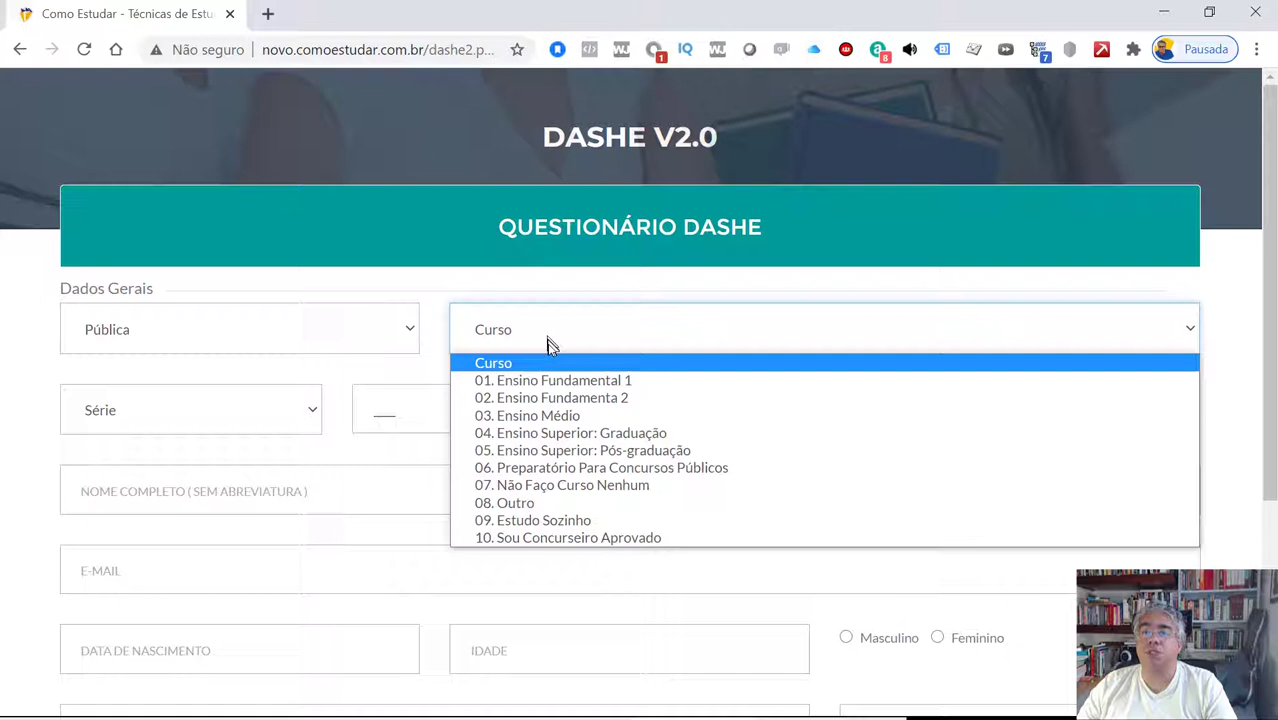 Como Estudar - Técnicas de Estu
Não seguro
novo.comoestudar.com.br/dashe2.p...
1
8
7
Pausada
DASHE V2.0
QUESTIONÁRIO DASHE
Dados Gerais
Pública
Curso
Curso
01. Ensino Fundamental 1
02. Ensino Fundamenta 2
03. Ensino Médio
04. Ensino Superior: Graduação
05. Ensino Superior: Pós-graduação
06. Preparatório Para Concursos Públicos
07. Não Faço Curso Nenhum
08. Outro
09. Estudo Sozinho
10. Sou Concurseiro Aprovado
Série
NOME COMPLETO ( SEM ABREVIATURA )
E-MAIL
DATA DE NASCIMENTO
IDADE
Masculino
Feminino